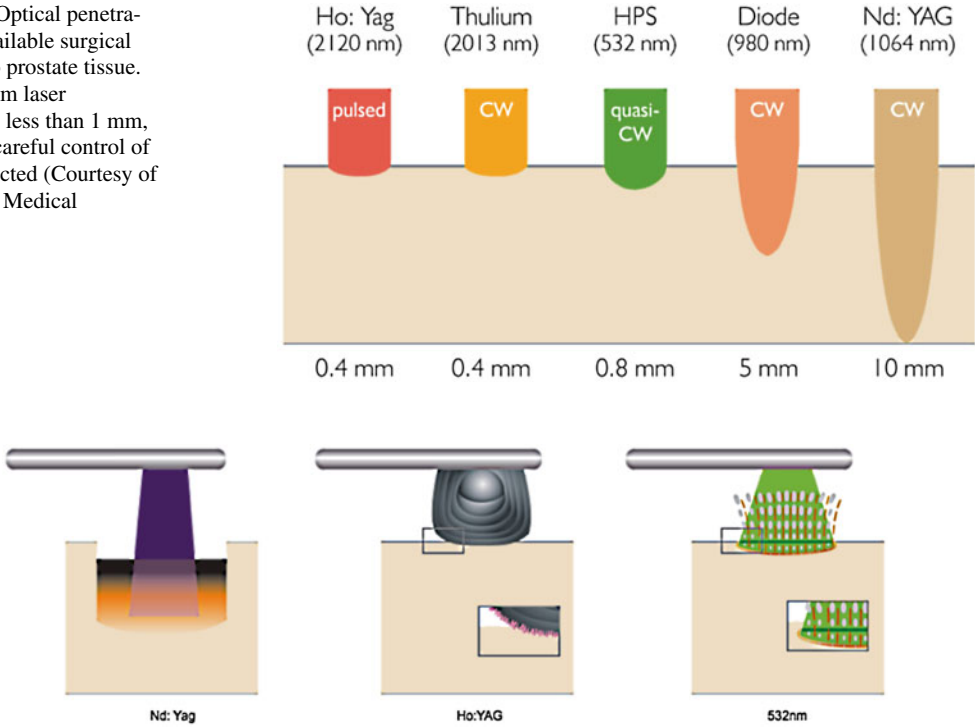 Optical penetra-
ailable surgical
prostate tissue.
m laser
less than 1 mm,
careful control of
cted (Courtesy of
Medical
Ho: Yag Thulium HPS Diode Nd: YAG
(2120 nm) (2013 nm) (532 nm) (980 nm) (1064 nm)
pulsed CW quasi- CW CW
CW
0.4 mm 0.4 mm 0.8 mm 5 mm 10 mm
Nd: Yag Ho:YAG 532nm